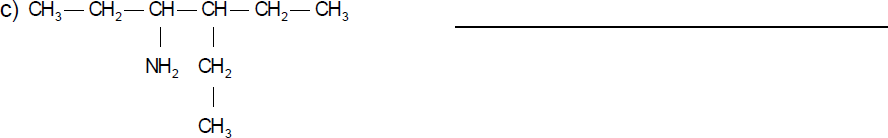 c) CH₃— CH₂— CH — CH — CH₂— CH₃
NH₂ CH₂
CH₃